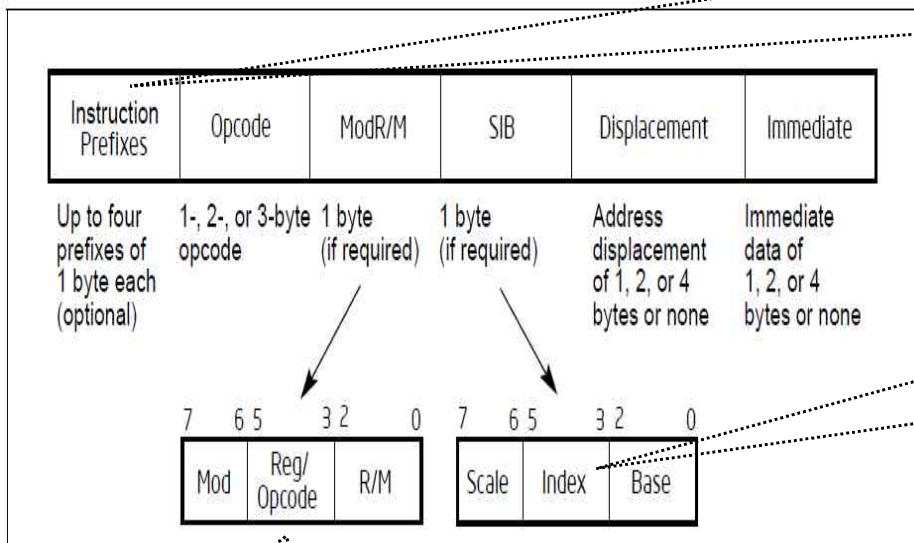 Instruction Prefixes
Opcode
ModR/M
SIB
Displacement
Immediate
Up to four
prefixes of
1 byte each
(optional)
1-, 2-, or 3-byte
opcode
1 byte
(if required)
1 byte
(if required)
Address
displacement
of 1, 2, or 4
bytes or none
Immediate
data of
1, 2, or 4
bytes or none
7 6 5 3 2 0
7 6 5 3 2 0
Mod
Reg/
Opcode
R/M
Scale
Index
Base